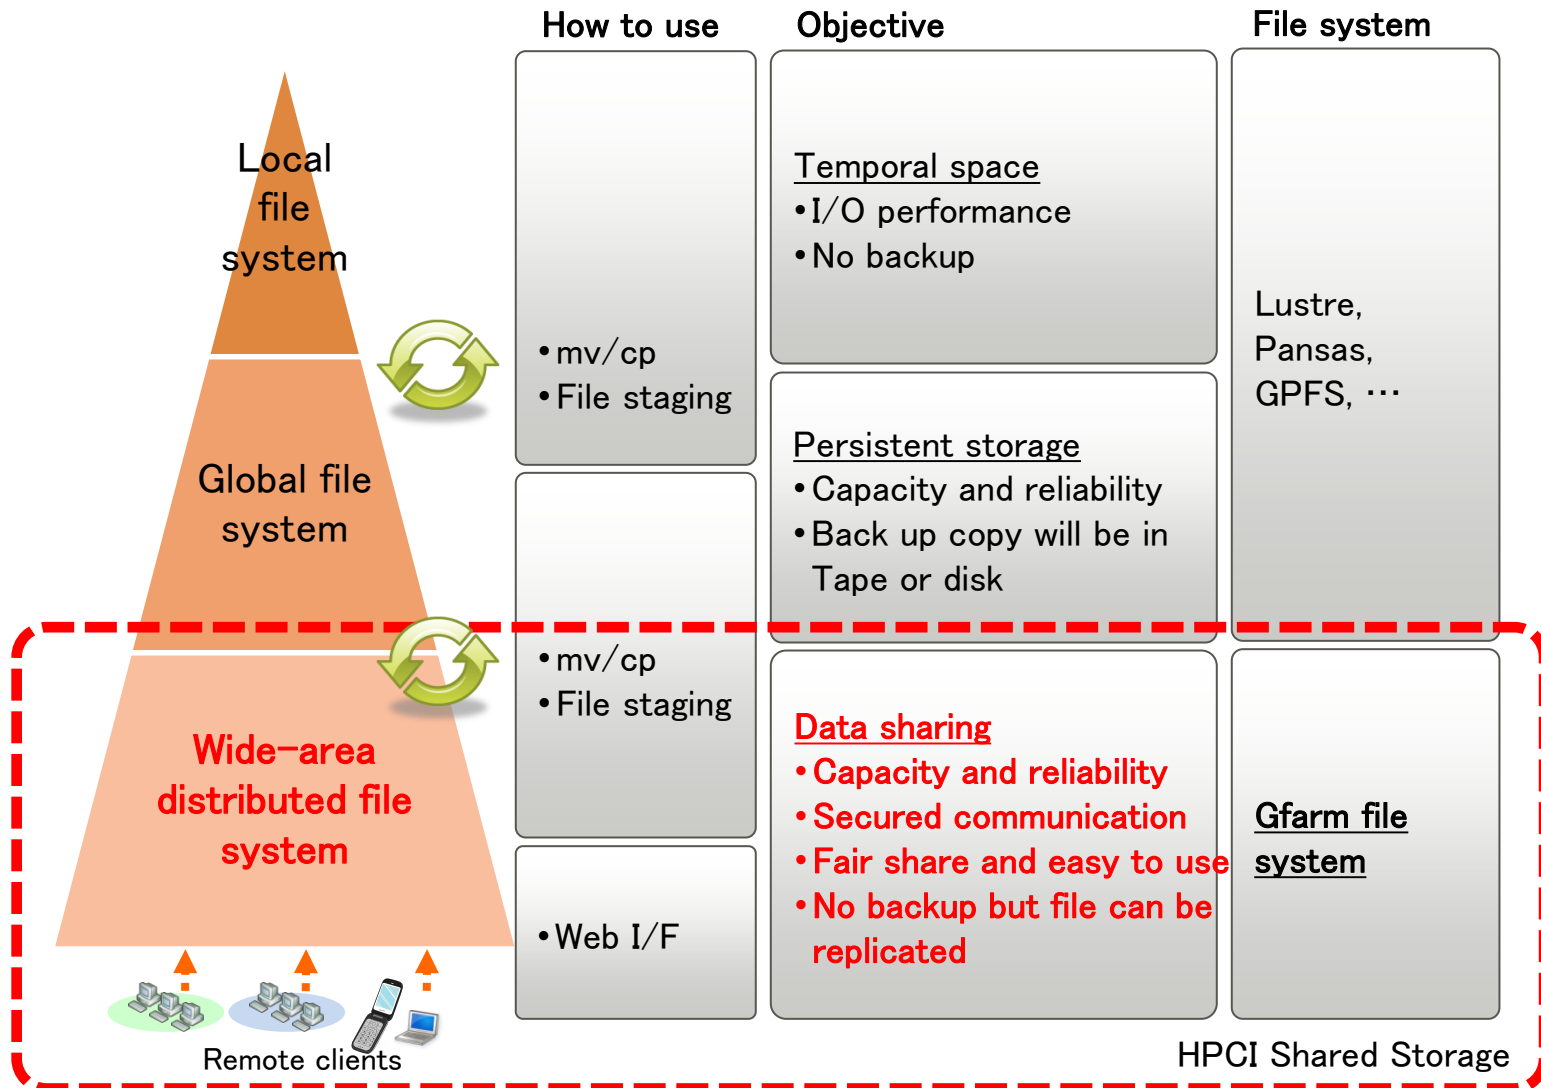 How to use
Objective
File system
Local
file
system
Global file
system
Wide-area
distributed file
system
Remote clients
•mv/cp
•File staging
•mv/cp
•File staging
•Web I/F
Temporal space
•I/O performance
•No backup
Persistent storage
•Capacity and reliability
•Back up copy will be in
Tape or disk
Data sharing
•Capacity and reliability
•Secured communication
•Fair share and easy to use
•No backup but file can be
replicated
Lustre,
Pansas,
GPFS, …
Gfarm file
system
HPCI Shared Storage